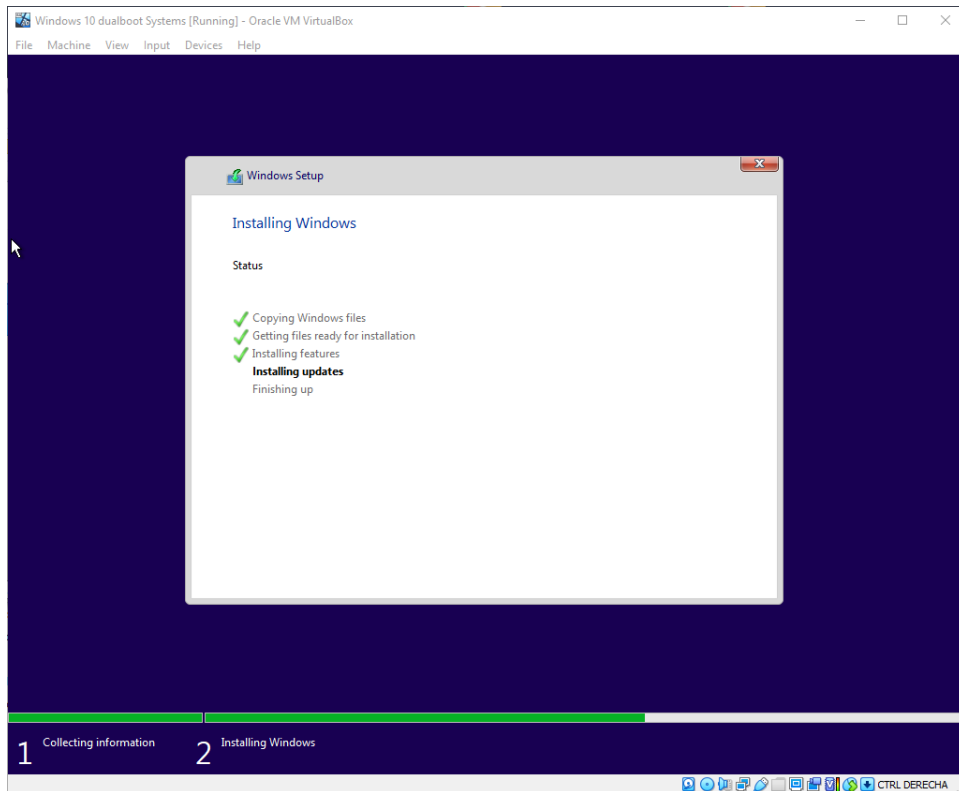 Windows 10 dualboot Systems [Running] - Oracle VM VirtualBox
File Machine View Input Devices Help
Windows Setup
Installing Windows
Status
Copying Windows files
Getting files ready for installation
Installing features
Installing updates
Finishing up
1 Collecting information 2 Installing Windows
CTRL DERECHA